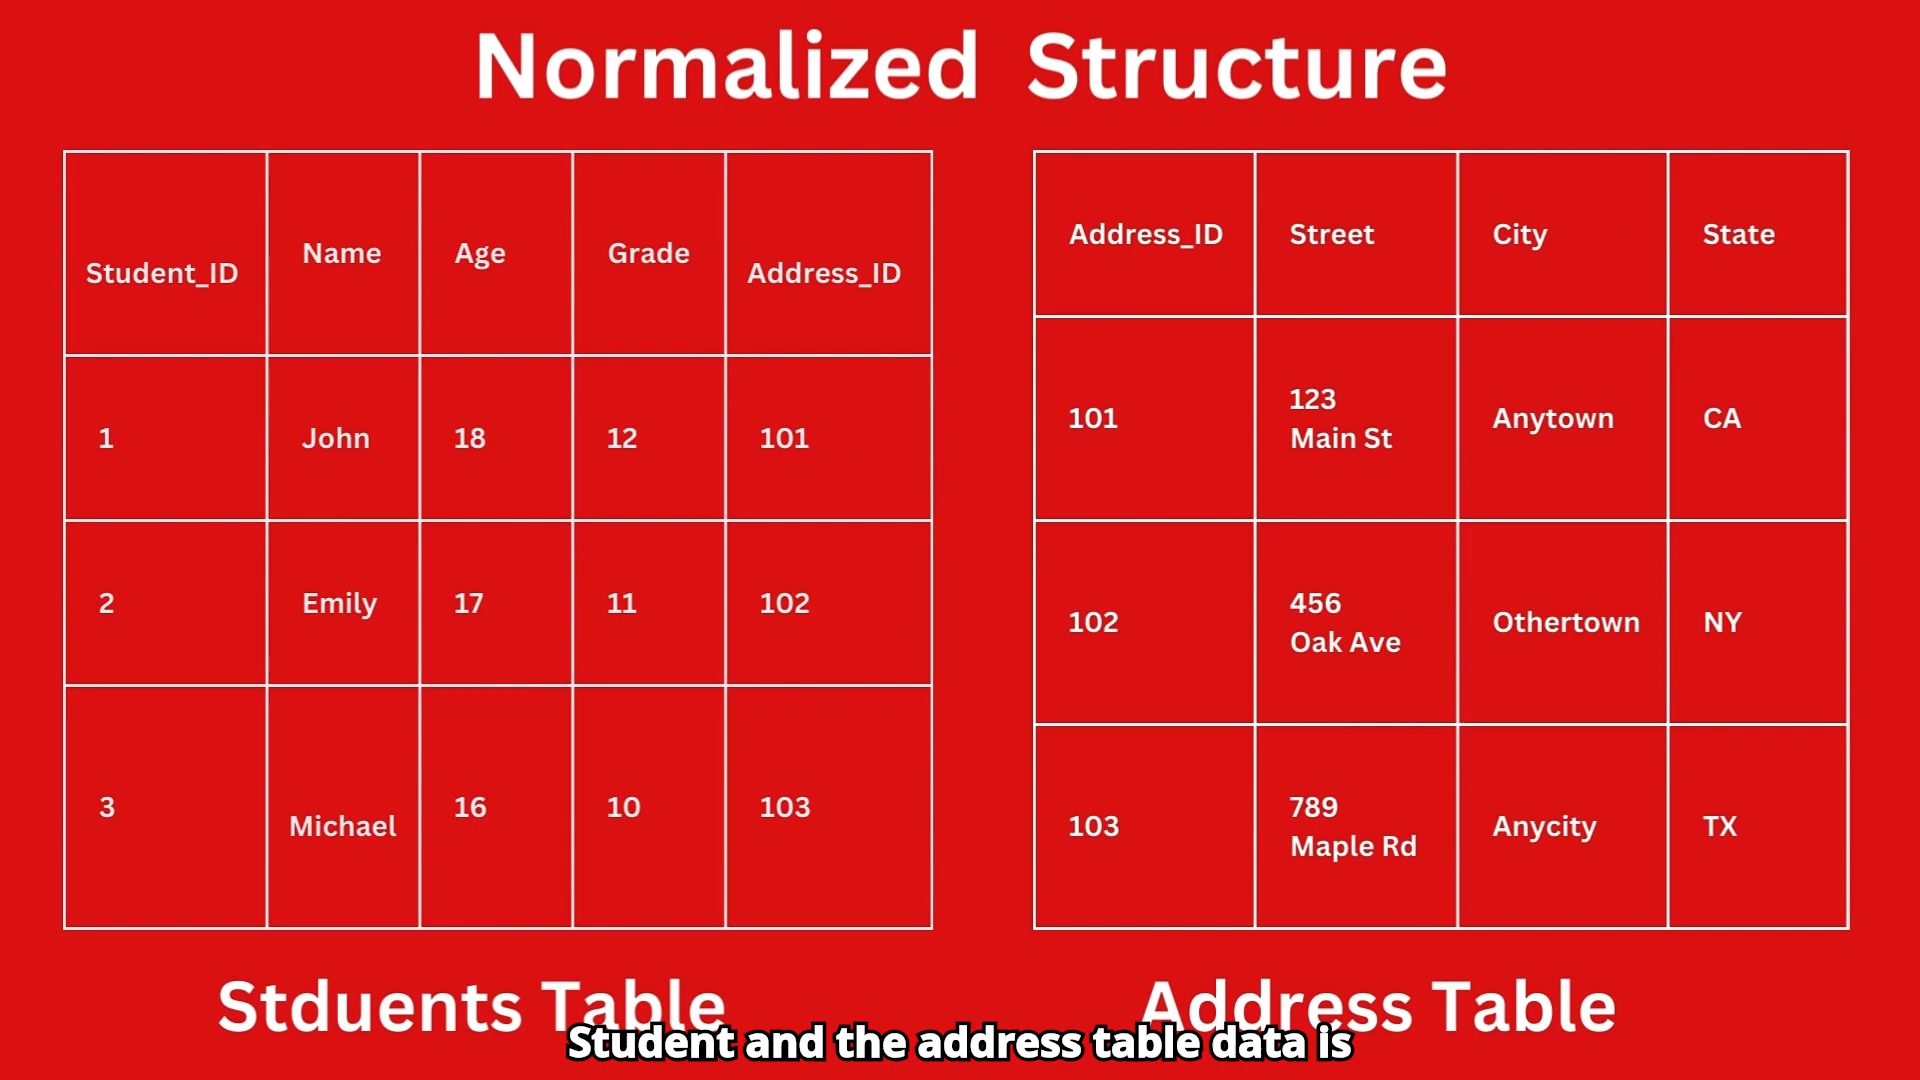 Normalized Structure
Student_ID Name Age Grade Address_ID
1 John 18 12 101
2 Emily 17 11 102
3 Michael 16 10 103
Stduents Table
Address_ID Street City State
101 123 Anytown CA
Main St
102 456 Othertown NY
Oak Ave
103 789 Anycity TX
Maple Rd
Address Table
Student and the address table data is